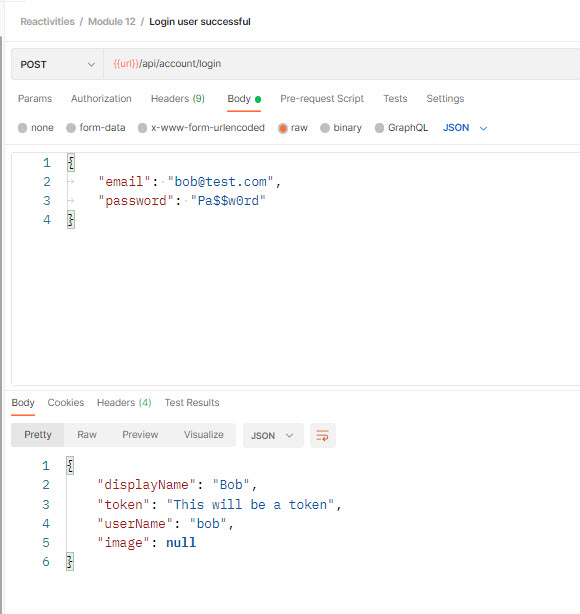 Reactivities / Module 12 / Login user successful
POST {{url}}/api/account/login
Params Authorization Headers (9) Body Pre-request Script Tests Settings
none form-data x-www-form-urlencoded raw binary GraphQL JSON
1 {
2 "email": "bob@test.com",
3 "password": "Pa$$w0rd"
4 }
Body Cookies Headers (4) Test Results
Pretty Raw Preview Visualize JSON
1 {
2 "displayName": "Bob",
3 "token": "This will be a token",
4 "userName": "bob",
5 "image": null
6 }